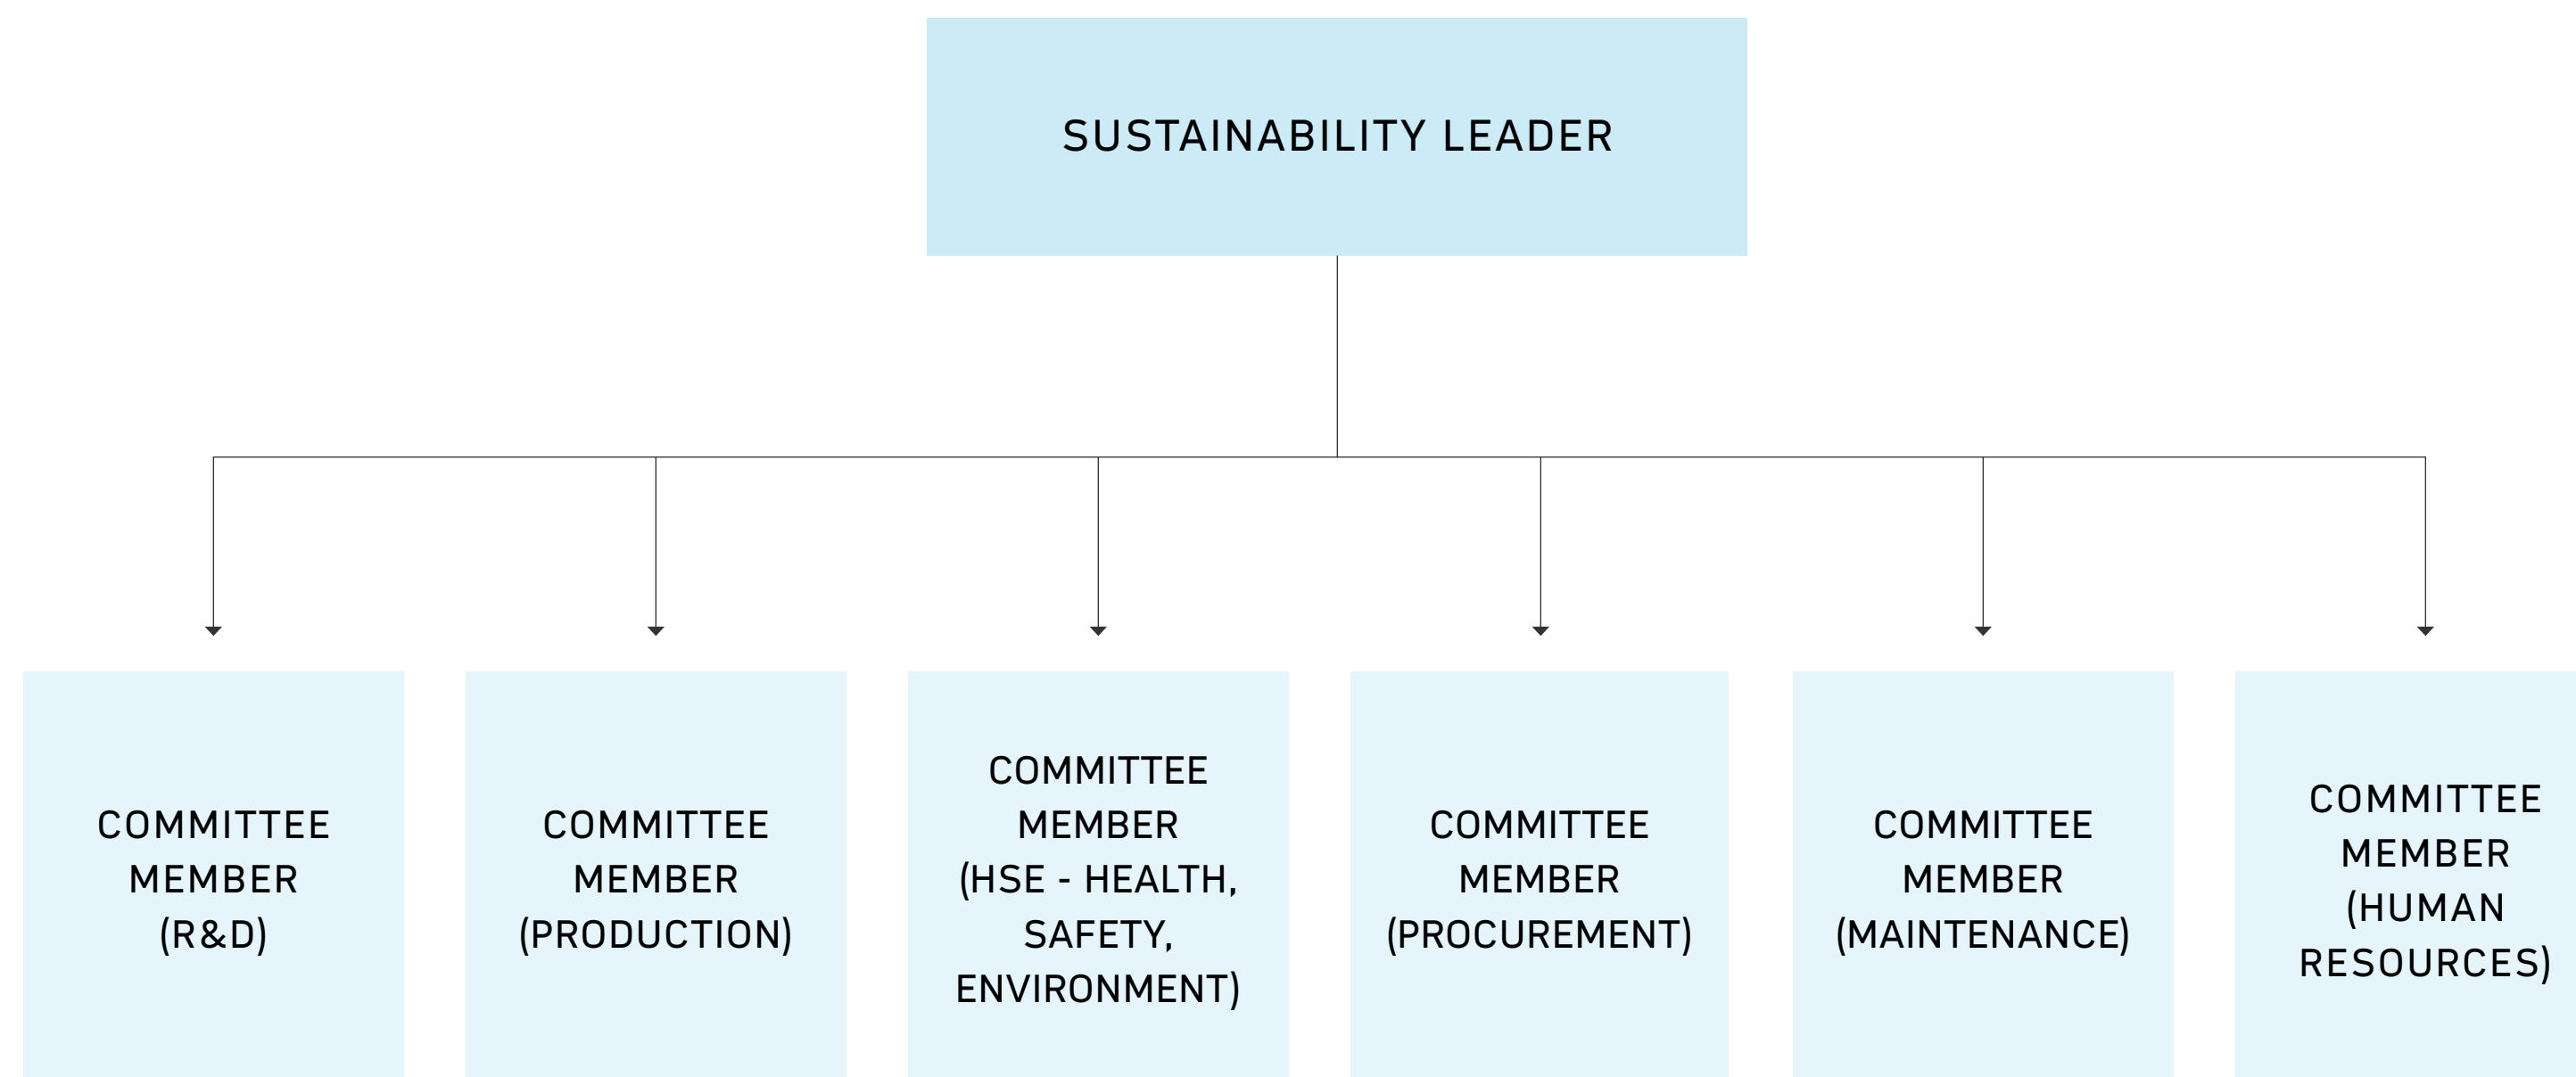 SUSTAINABILITY LEADER
COMMITTEE
MEMBER
(R&D)
COMMITTEE
MEMBER
(PRODUCTION)
COMMITTEE
MEMBER
(HSE - HEALTH,
SAFETY,
ENVIRONMENT)
COMMITTEE
MEMBER
(PROCUREMENT)
COMMITTEE
MEMBER
(MAINTENANCE)
COMMITTEE
MEMBER
(HUMAN
RESOURCES)